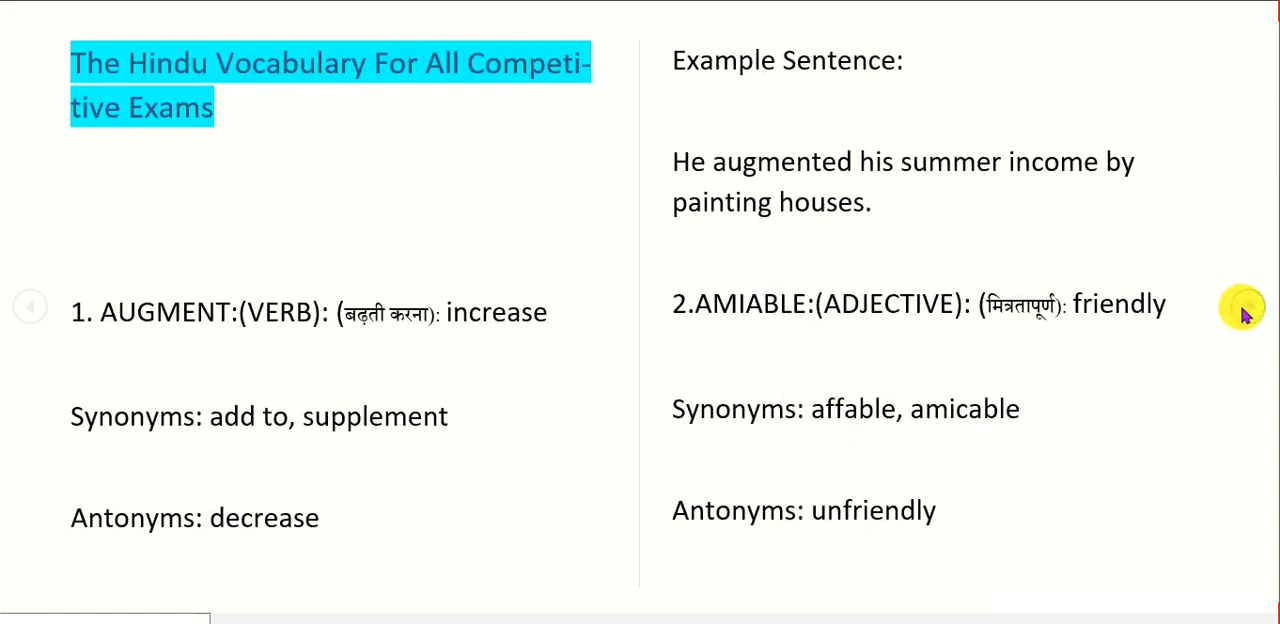 The Hindu Vocabulary For All Competi-
tive Exams
1. AUGMENT:(VERB): (बढ़ती करना): increase
Synonyms: add to, supplement
Antonyms: decrease
Example Sentence:
He augmented his summer income by
painting houses.
2.AMIABLE:(ADJECTIVE): (मित्रतापूर्ण): friendly
Synonyms: affable, amicable
Antonyms: unfriendly